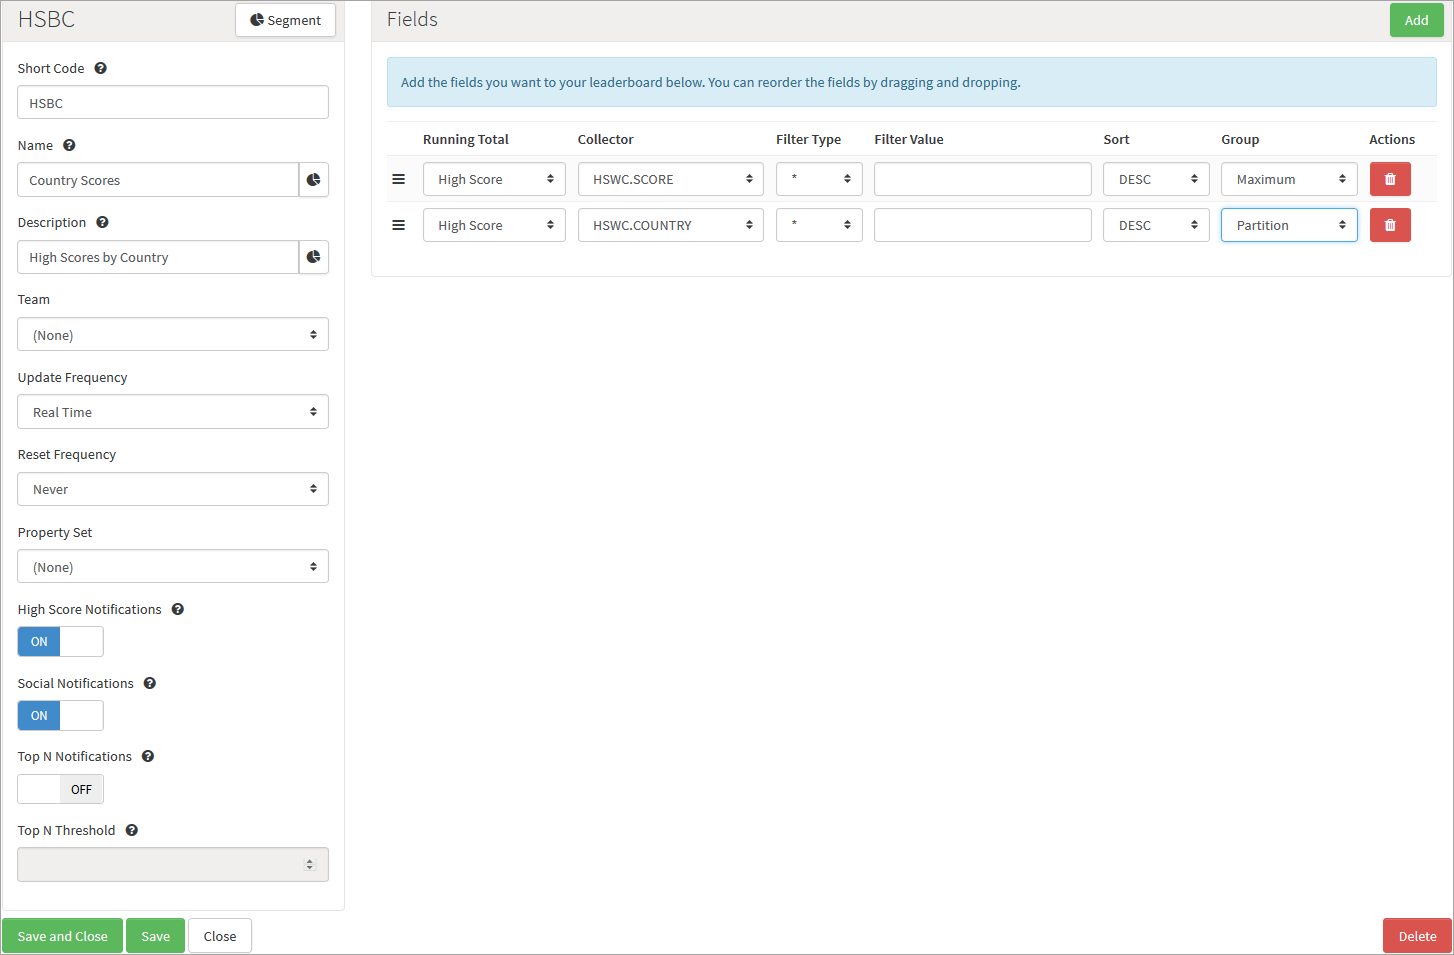 HSBC
Segment
Short Code
HSBC
Name
Country Scores
Description
High Scores by Country
Team
(None)
Update Frequency
Real Time
Reset Frequency
Never
Property Set
(None)
High Score Notifications
ON
Social Notifications
ON
Top N Notifications
OFF
Top N Threshold
Fields
Add
Add the fields you want to your leaderboard below. You can reorder the fields by dragging and dropping.
Running Total Collector Filter Type Filter Value Sort Group Actions
High Score HSWC.SCORE * DESC Maximum
High Score HSWC.COUNTRY * DESC Partition
Save and Close Save Close Delete